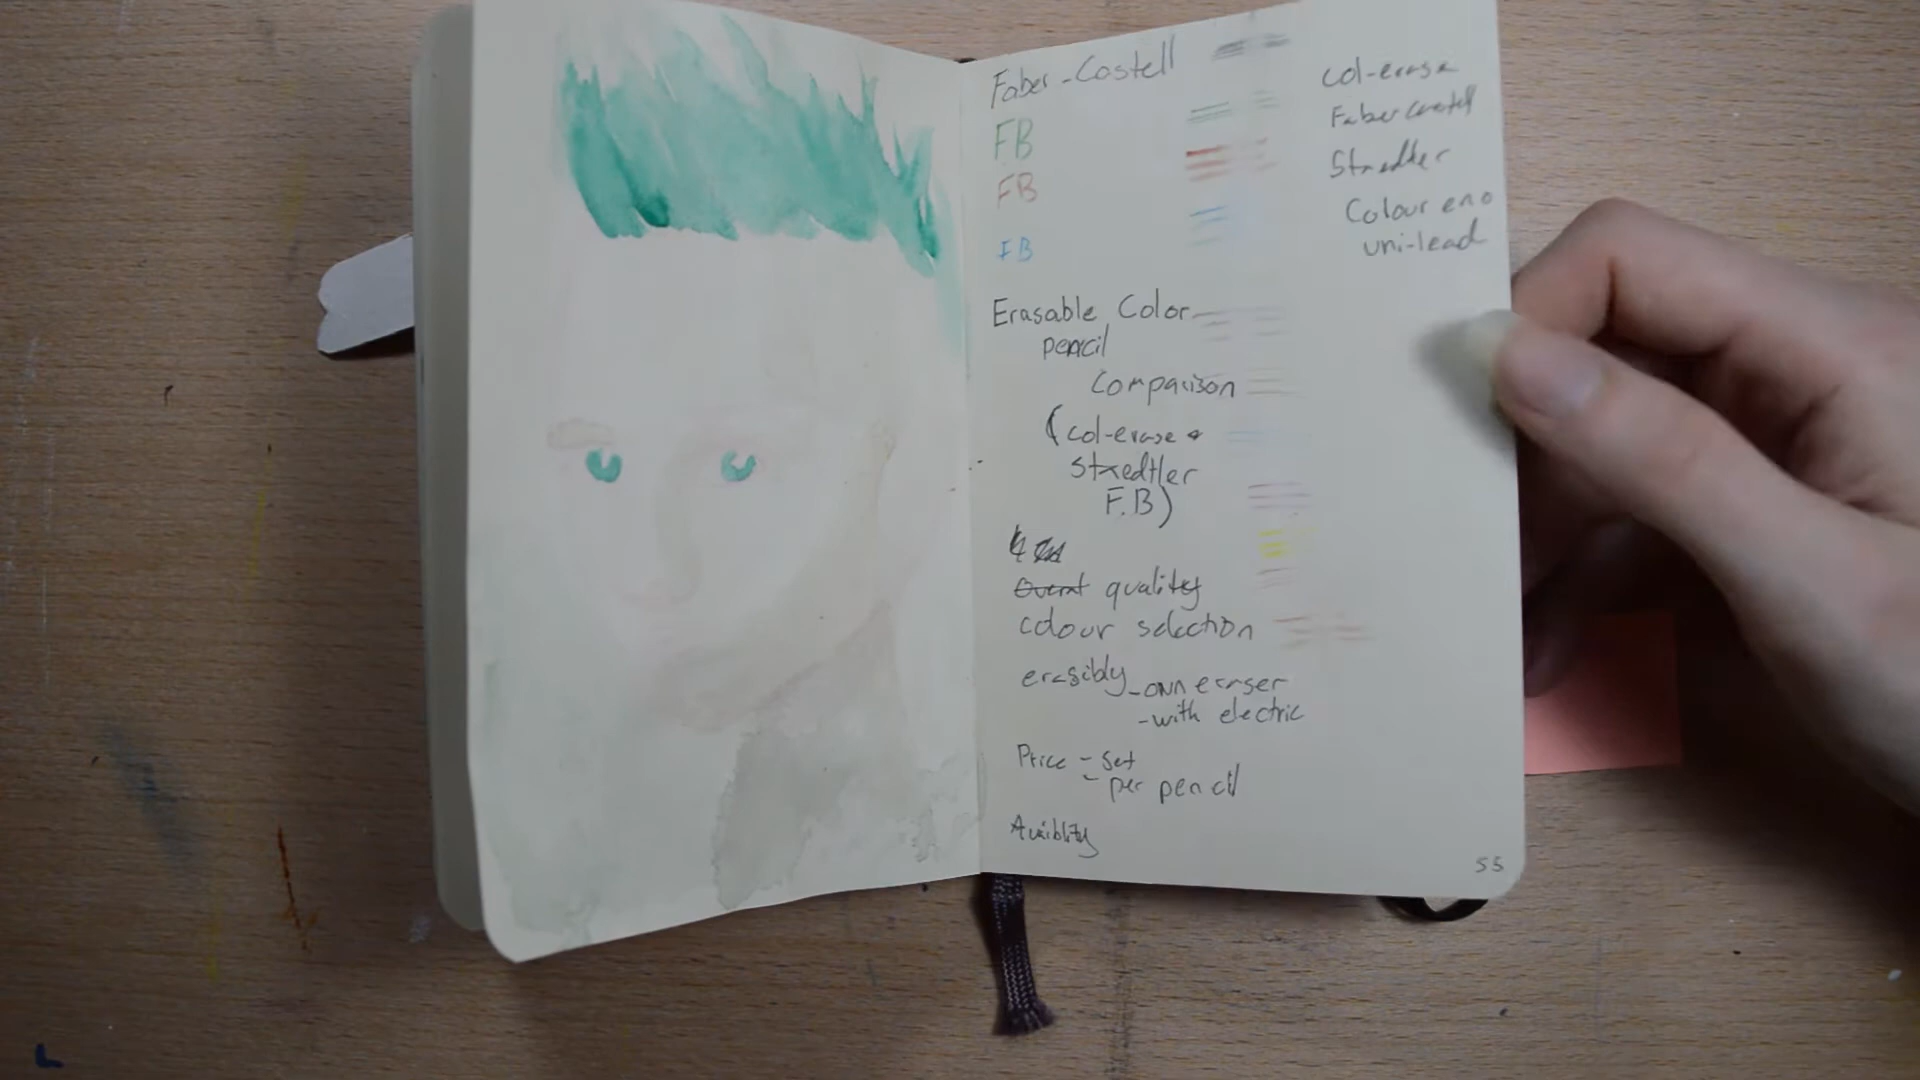 Faber-Castell
FB
FB
FB
Erasable Color
pencil
Comparison
(col-erase &
staedtler
F.B)
Overal quality
colour selection
erasibly - own eraser
- with electric
Price - set
- per pencil
Avaiblity
col-erase
Faber castell
Staedtler
Colour eno
uni-lead
55